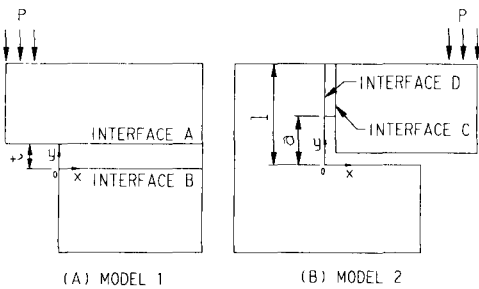 P
P
INTERFACE A
INTERFACE B
t
y
x
o
INTERFACE D
INTERFACE C
l
a
y
x
o
(A) MODEL 1
(B) MODEL 2